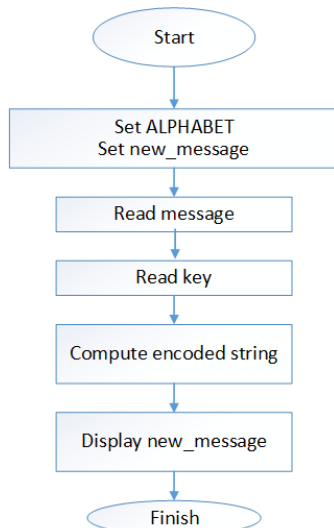 Start
Set ALPHABET
Set new_message
Read message
Read key
Compute encoded string
Display new_message
Finish